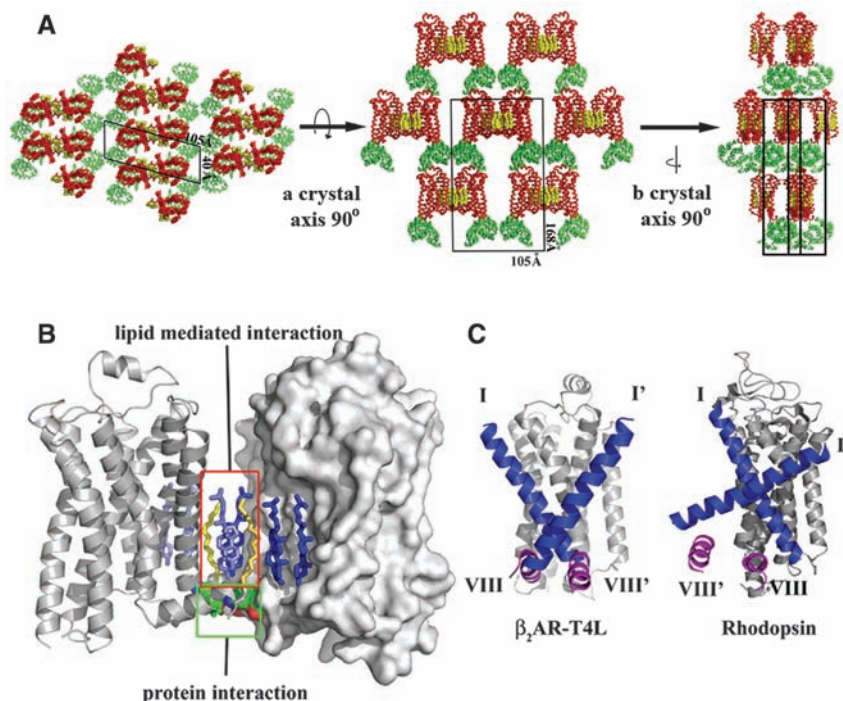 A
105Å
40Å
a crystal
axis 90°
168Å
105Å
b crystal
axis 90°
B
lipid mediated interaction
protein interaction
C
I
I'
VIII
VIII'
β₂AR-T4L
I
I
VIII'
VIII
Rhodopsin